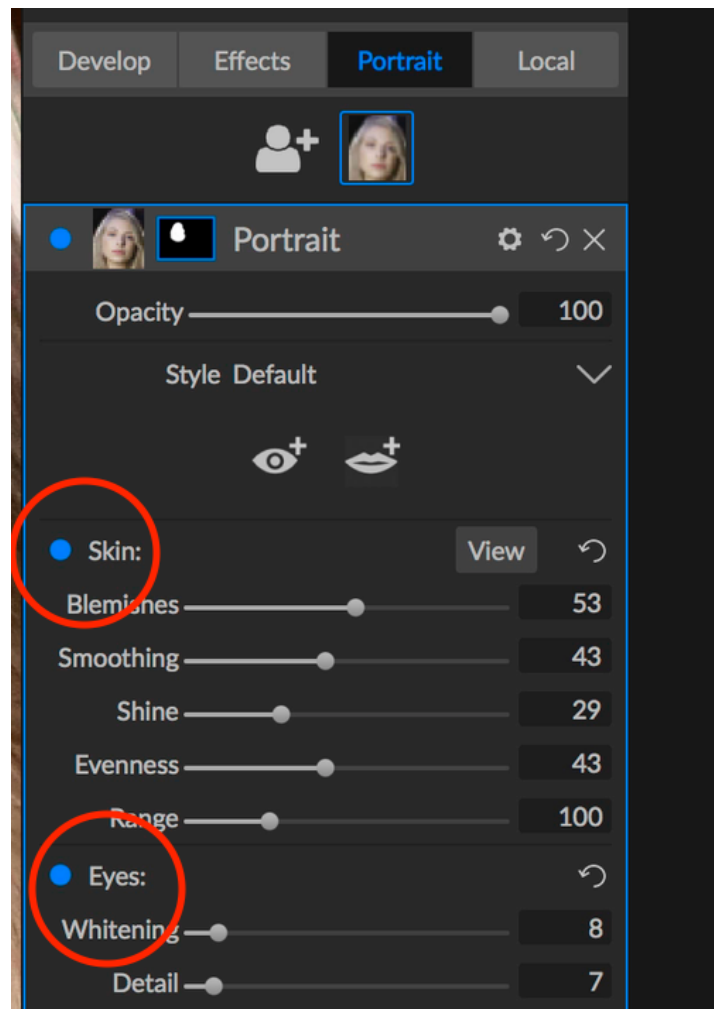 Develop Effects Portrait Local
Portrait
Opacity 100
Style Default
Skin: View
Blemishes 53
Smoothing 43
Shine 29
Evenness 43
Range 100
Eyes:
Whitening 8
Detail 7